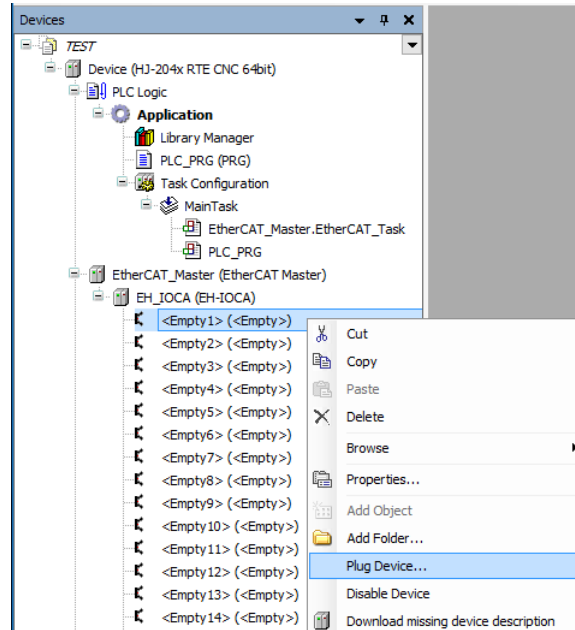 Devices
TEST
Device (HJ-204x RTE CNC 64bit)
PLC Logic
Application
Library Manager
PLC_PRG (PRG)
Task Configuration
MainTask
EtherCAT_Master.EtherCAT_Task
PLC_PRG
EtherCAT_Master (EtherCAT Master)
EH_IOCA (EH-IOCA)
<Empty1> (<Empty>)
<Empty2> (<Empty>)
<Empty3> (<Empty>)
<Empty4> (<Empty>)
<Empty5> (<Empty>)
<Empty6> (<Empty>)
<Empty7> (<Empty>)
<Empty8> (<Empty>)
<Empty9> (<Empty>)
<Empty10> (<Empty>)
<Empty11> (<Empty>)
<Empty12> (<Empty>)
<Empty13> (<Empty>)
<Empty14> (<Empty>)
Cut
Copy
Paste
Delete
Browse
Properties...
Add Object
Add Folder...
Plug Device...
Disable Device
Download missing device description